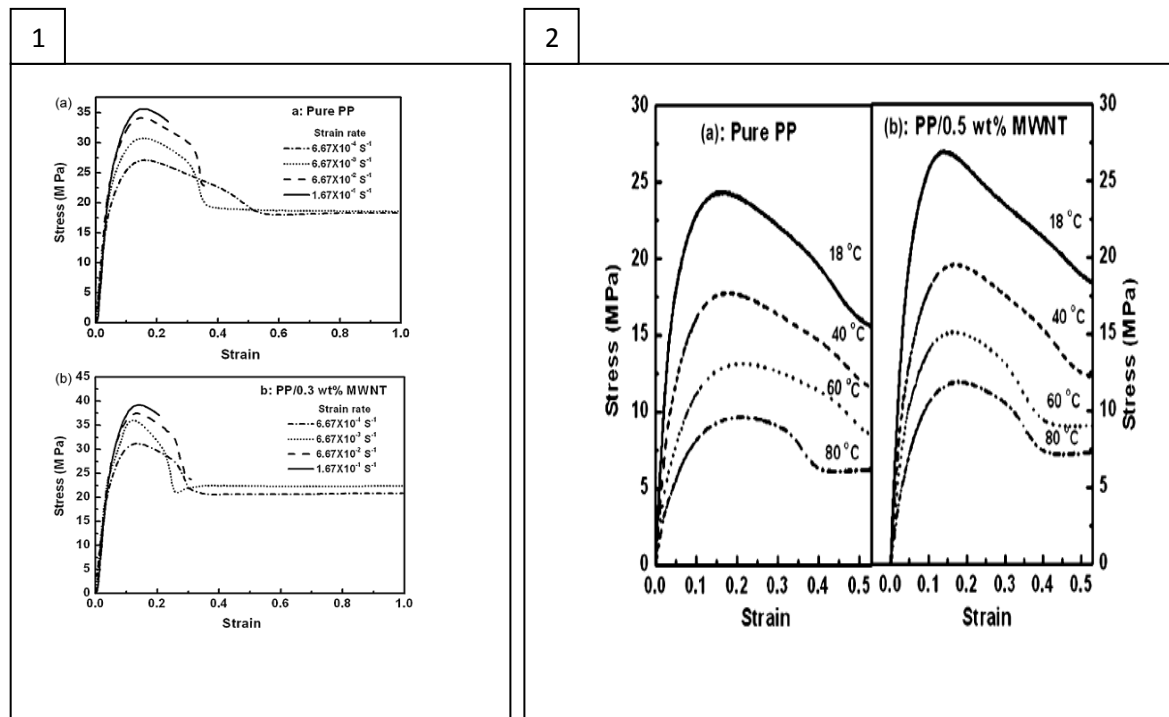 1
2
(a)
a: Pure PP
Strain rate
6.67X10⁻⁴ S⁻¹
6.67X10⁻³ S⁻¹
6.67X10⁻² S⁻¹
1.67X10⁻¹ S⁻¹
Stress (M Pa)
35
30
25
20
15
10
5
0
0.0 0.2 0.4 0.6 0.8 1.0
Strain
(b)
b: PP/0.3 wt% MWNT
Strain rate
6.67X10⁻⁴ S⁻¹
6.67X10⁻³ S⁻¹
6.67X10⁻² S⁻¹
1.67X10⁻¹ S⁻¹
Stress (M Pa)
45
40
35
30
25
20
15
10
5
0
0.0 0.2 0.4 0.6 0.8 1.0
Strain
(a): Pure PP
Stress (MPa)
30
25
20
15
10
5
0
18 °C
40 °C
60 °C
80 °C
0.0 0.1 0.2 0.3 0.4 0.5
Strain
(b): PP/0.5 wt% MWNT
18 °C
40 °C
60 °C
80 °C
0.0 0.1 0.2 0.3 0.4 0.5
Strain
30
25
20
15
10
5
0
Stress (MPa)